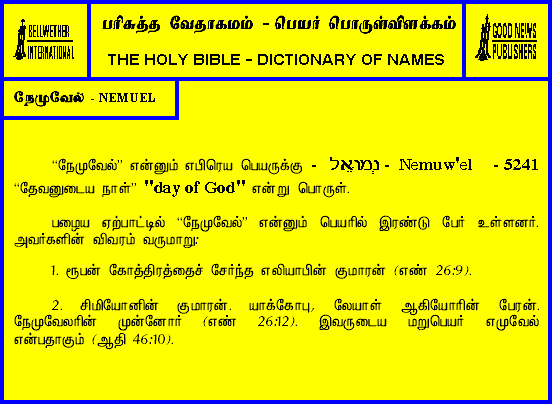 BELLWETHER
INTERNATIONAL
பரிசுத்த வேதாகமம் - பெயர் பொருள்விளக்கம்
THE HOLY BIBLE - DICTIONARY OF NAMES
GOOD NEWS
PUBLISHERS
நேமுவேல் - NEMUEL
“நேமுவேல்” என்னும் எபிரெய பெயருக்கு - נְמוּאֵל - Nemuw'el - 5241
“தேவனுடைய நாள்” "day of God" என்று பொருள்.
பழைய ஏற்பாட்டில் “நேமுவேல்” என்னும் பெயரில் இரண்டு பேர் உள்ளனர்.
அவர்களின் விவரம் வருமாறு:
1. ரூபன் கோத்திரத்தைச் சேர்ந்த எலியாபின் குமாரன் (எண் 26:9).
2. சிமியோனின் குமாரன். யாக்கோபு, லேயாள் ஆகியோரின் பேரன்.
நேமுவேலரின் முன்னோர் (எண் 26:12). இவருடைய மறுபெயர் எமுவேல்
என்பதாகும் (ஆதி 46:10).